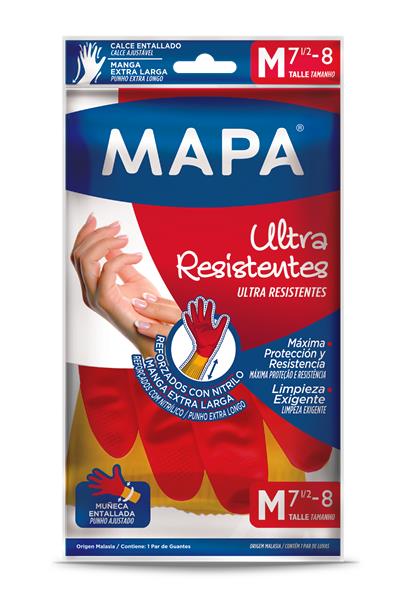 CALCE ENTALLADO
CALCE AJUSTÁVEL
MANGA
EXTRA LARGA
PUNHO EXTRA LONGO
M 7 1/2-8
TALLE TAMANHO
MAPA®
Ultra
Resistentes
ULTRA RESISTENTES
REFORZADOS CON NITRILO
MANGA EXTRA LARGA
REFORZADOS COM NITRÍLICO / PUNHO EXTRA LONGO
Máxima
Protección y
Resistencia
MÁXIMA PROTEÇÃO E RESISTÊNCIA
Limpieza
Exigente
LIMPEZA EXIGENTE
MUÑECA
ENTALLADA
PUNHO AJUSTADO
M 7 1/2-8
TALLE TAMANHO
Origen Malasia / Contiene: 1 Par de Guantes
ORIGEM MALASIA / CONTÉM 1 PAR DE LUVAS